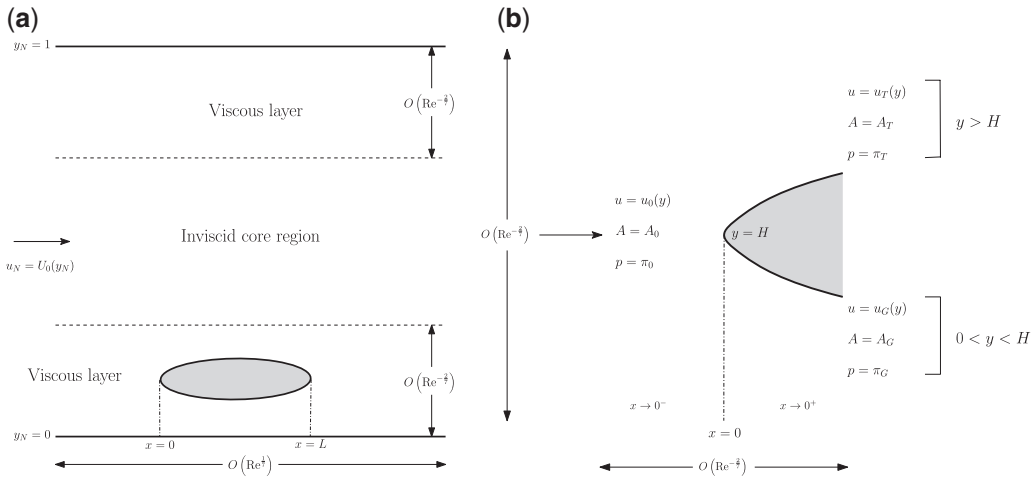 (a)
y_N = 1
Viscous layer
O(Re^{-2/7})
Inviscid core region
u_N = U_0(y_N)
Viscous layer
O(Re^{-2/7})
y_N = 0
x = 0
x = L
O(Re^{1/7})
(b)
u = u_T(y)
A = A_T
y > H
p = π_T
u = u_0(y)
O(Re^{-2/7})
A = A_0
y = H
p = π_0
u = u_G(y)
A = A_G
0 < y < H
p = π_G
x → 0^-
x → 0^+
x = 0
O(Re^{-2/7})